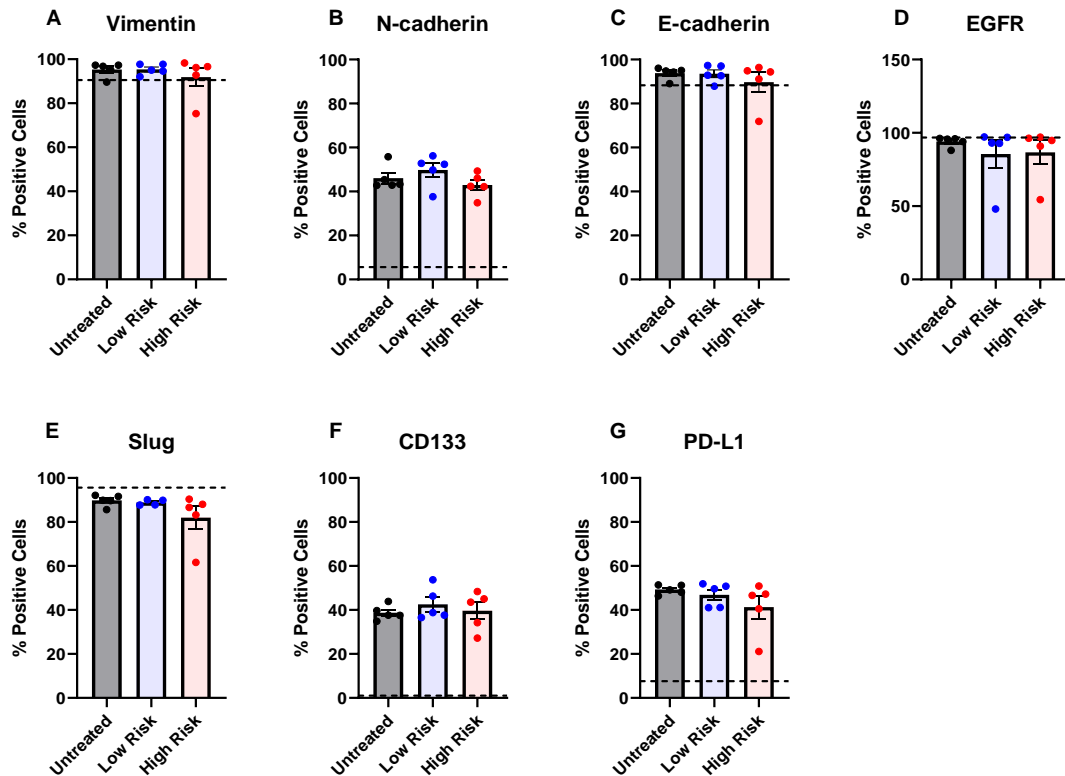 A Vimentin
% Positive Cells
100
80
60
40
20
0
Untreated
Low Risk
High Risk
B N-cadherin
% Positive Cells
100
80
60
40
20
0
Untreated
Low Risk
High Risk
C E-cadherin
% Positive Cells
100
80
60
40
20
0
Untreated
Low Risk
High Risk
D EGFR
% Positive Cells
150
100
50
0
Untreated
Low Risk
High Risk
E Slug
% Positive Cells
100
80
60
40
20
0
Untreated
Low Risk
High Risk
F CD133
% Positive Cells
100
80
60
40
20
0
Untreated
Low Risk
High Risk
G PD-L1
% Positive Cells
100
80
60
40
20
0
Untreated
Low Risk
High Risk